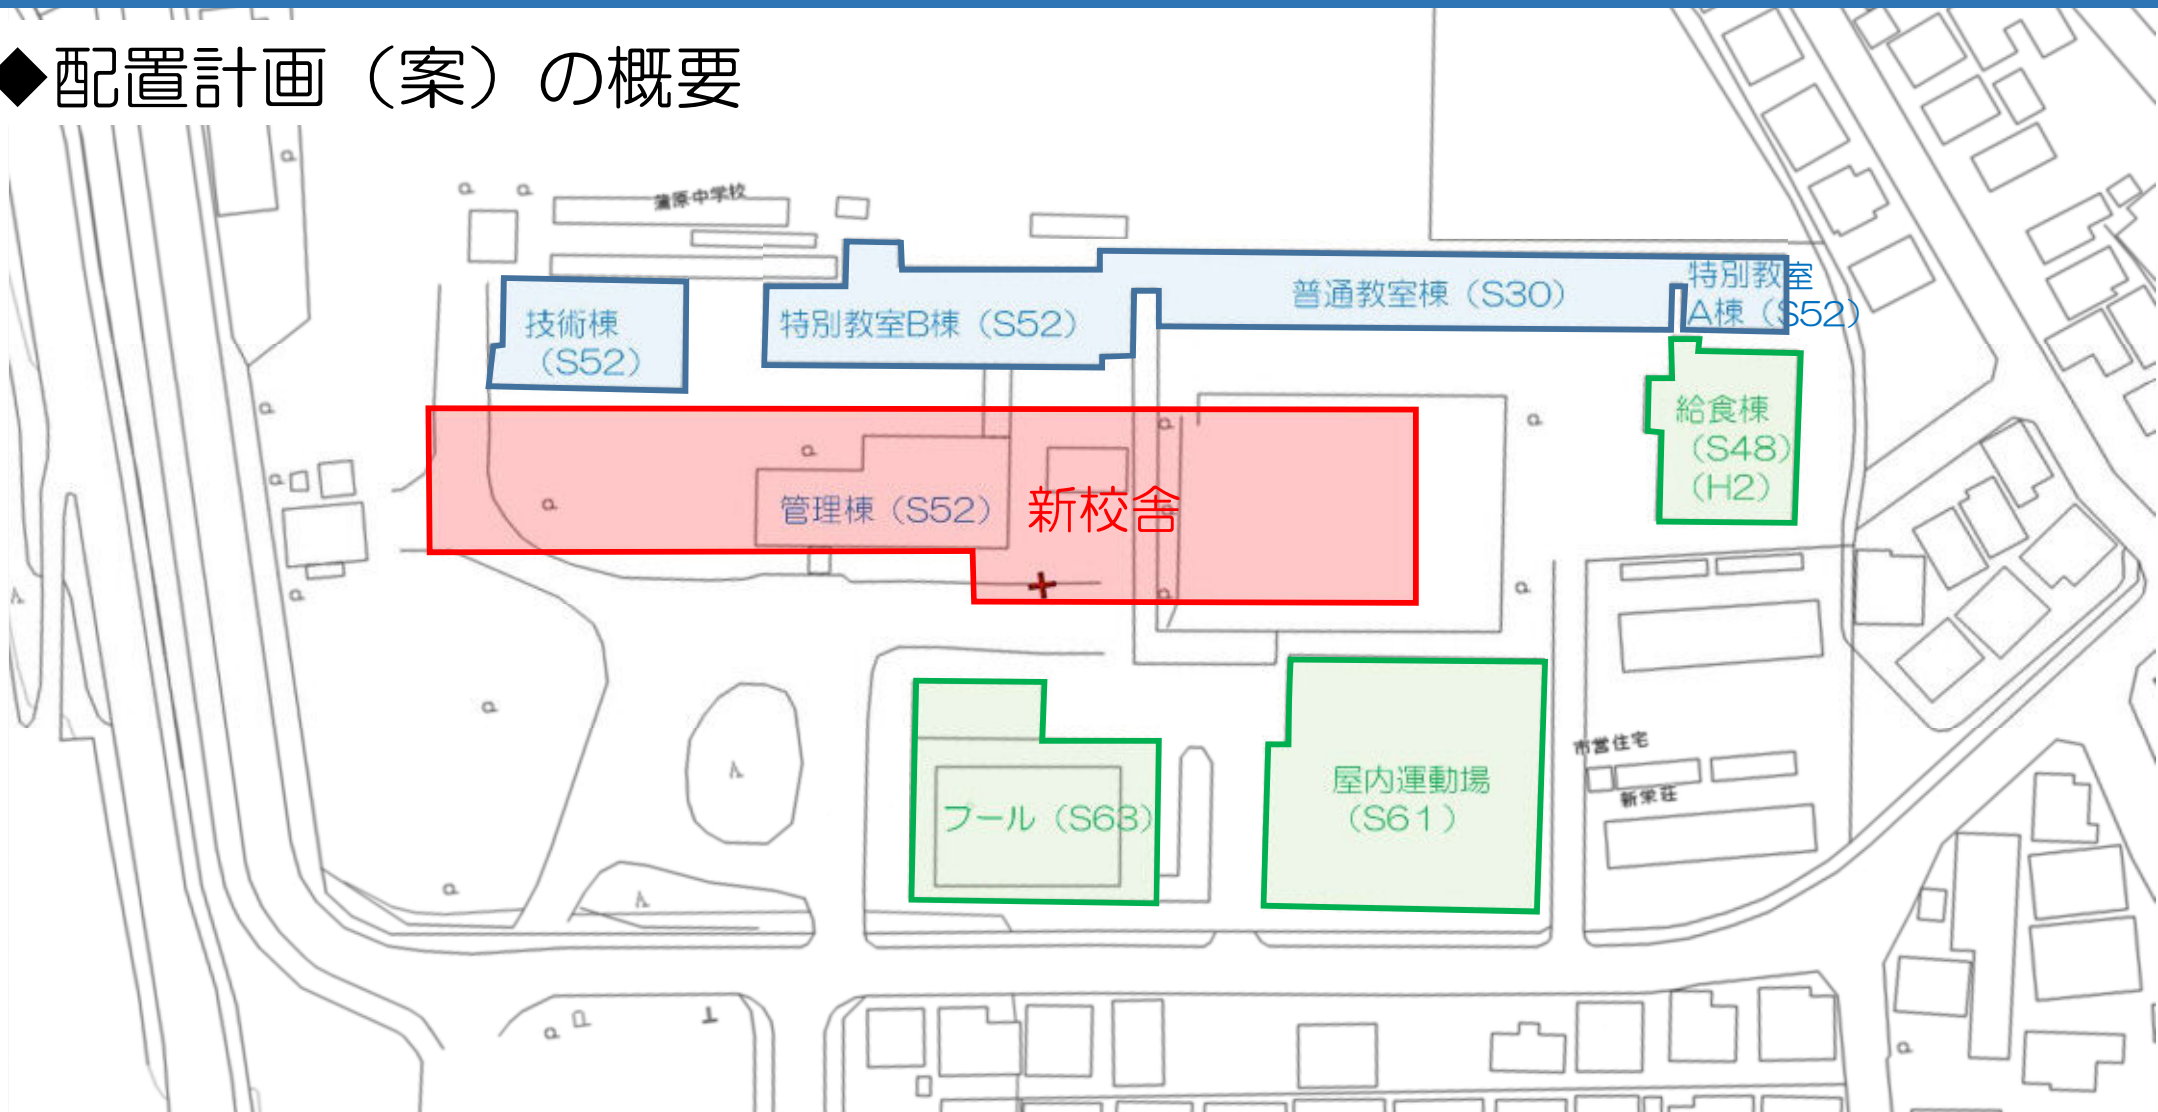 ◆配置計画（案）の概要
蒲原中学校
技術棟
（S52）
特別教室B棟（S52）
普通教室棟（S30）
特別教室
A棟（S52）
給食棟
（S48）
（H2）
管理棟（S52）
新校舎
プール（S63）
屋内運動場
（S61）
市営住宅
新栄荘